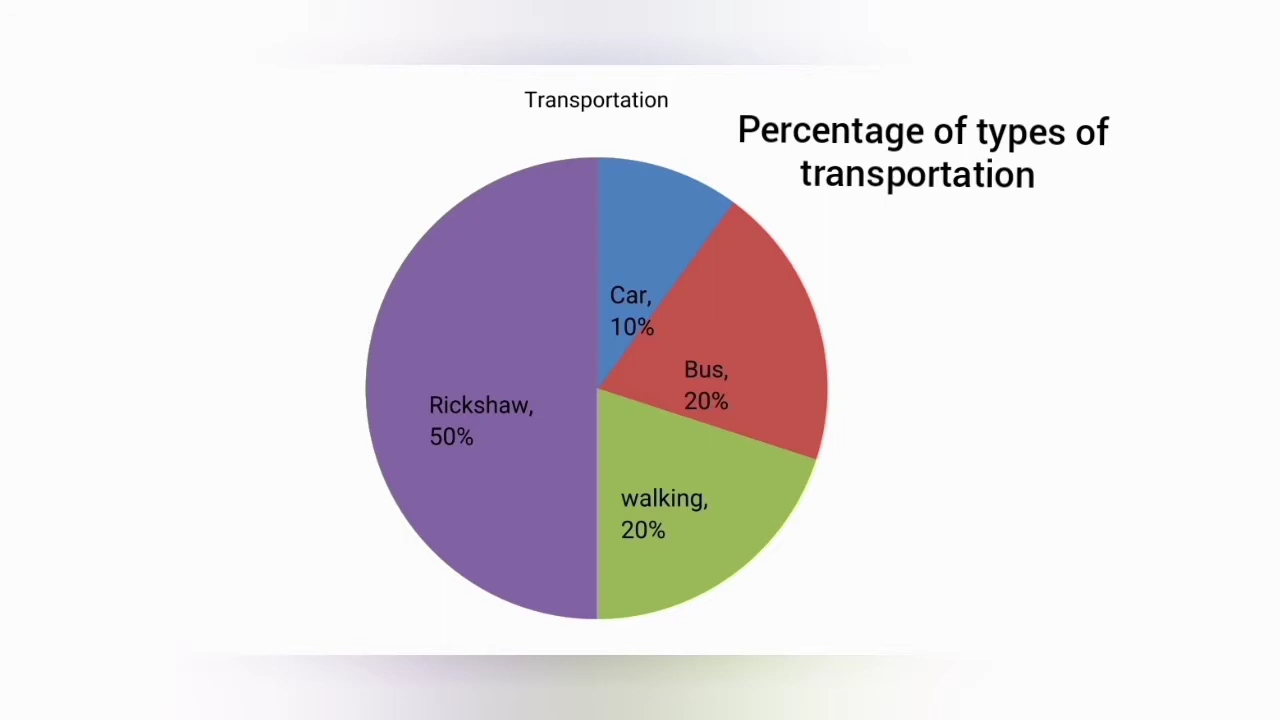 Transportation
Percentage of types of
transportation
Car,
10%
Bus,
20%
Rickshaw,
50%
walking,
20%